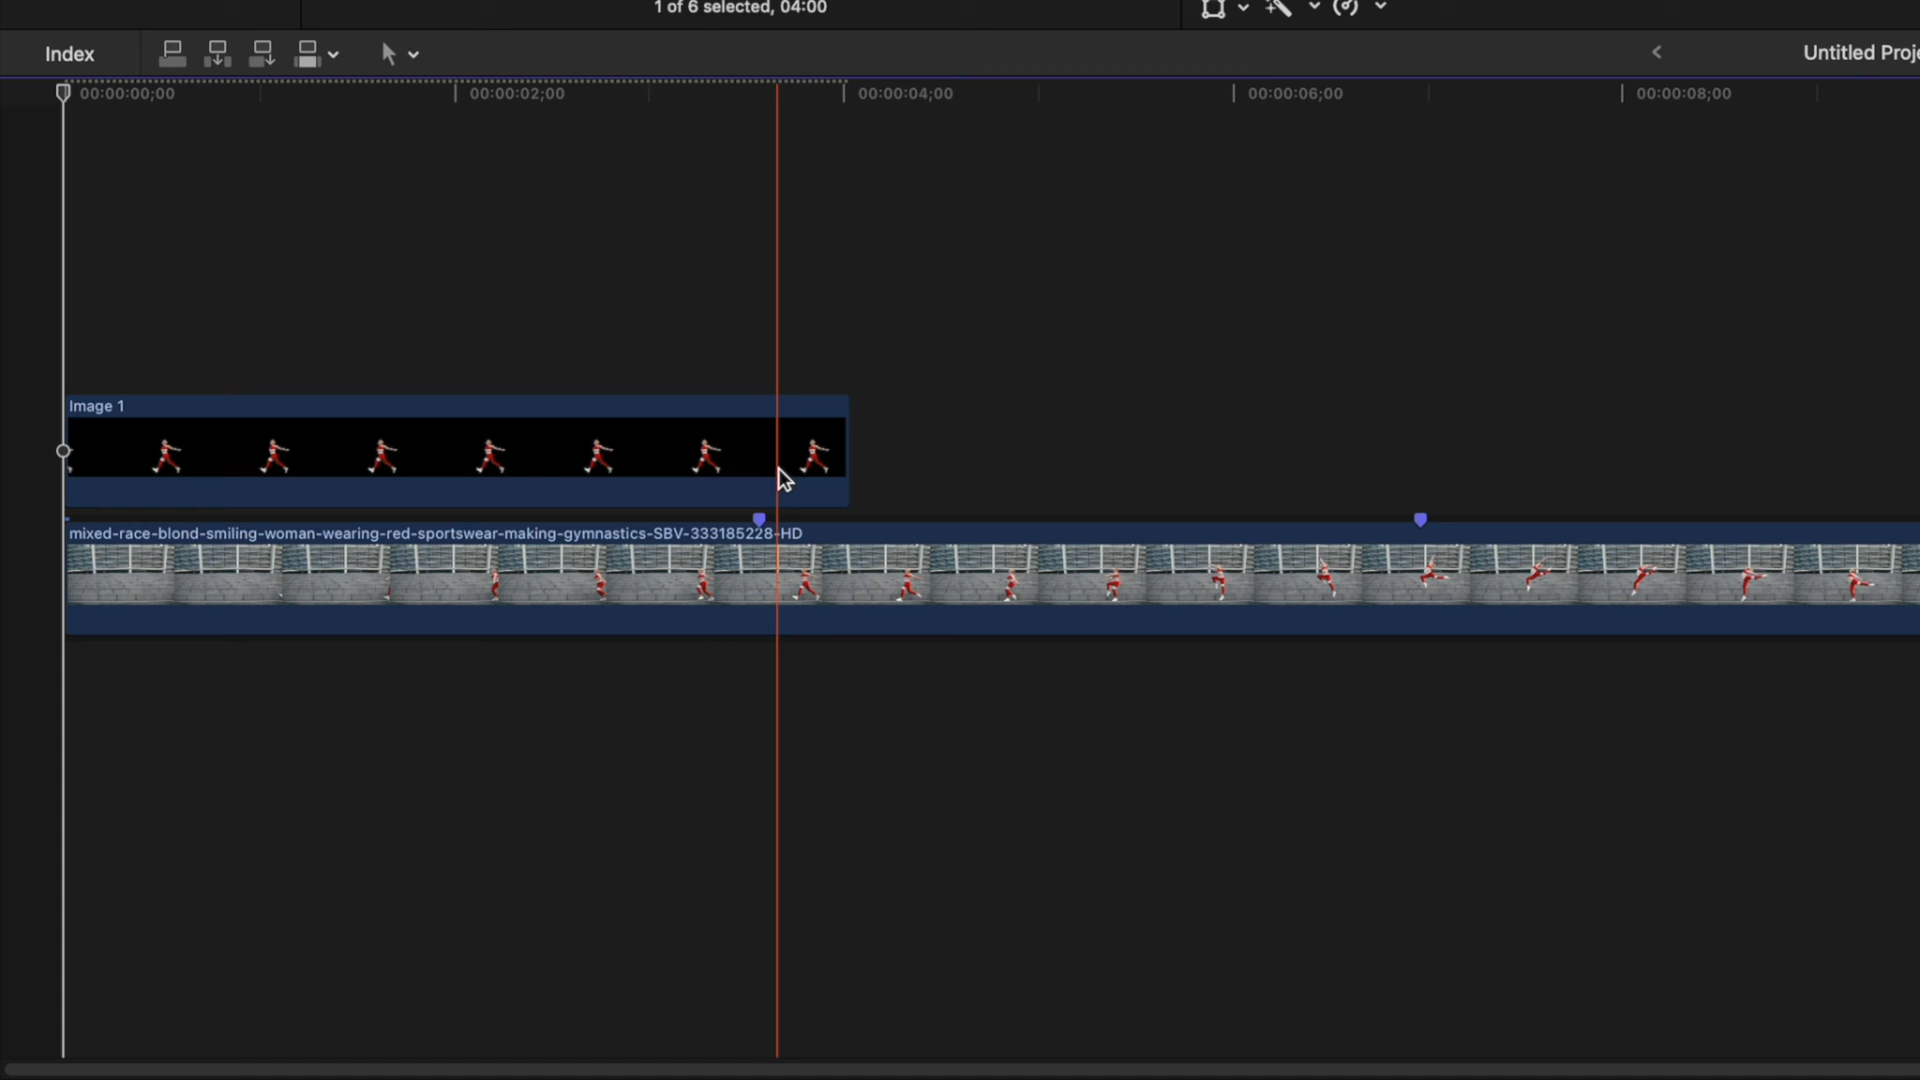 1 of 6 selected, 04:00
Index
Untitled Proje
00:00:00;00
00:00:02;00
00:00:04;00
00:00:06;00
00:00:08;00
Image 1
mixed-race-blond-smiling-woman-wearing-red-sportswear-making-gymnastics-SBV-333185228-HD